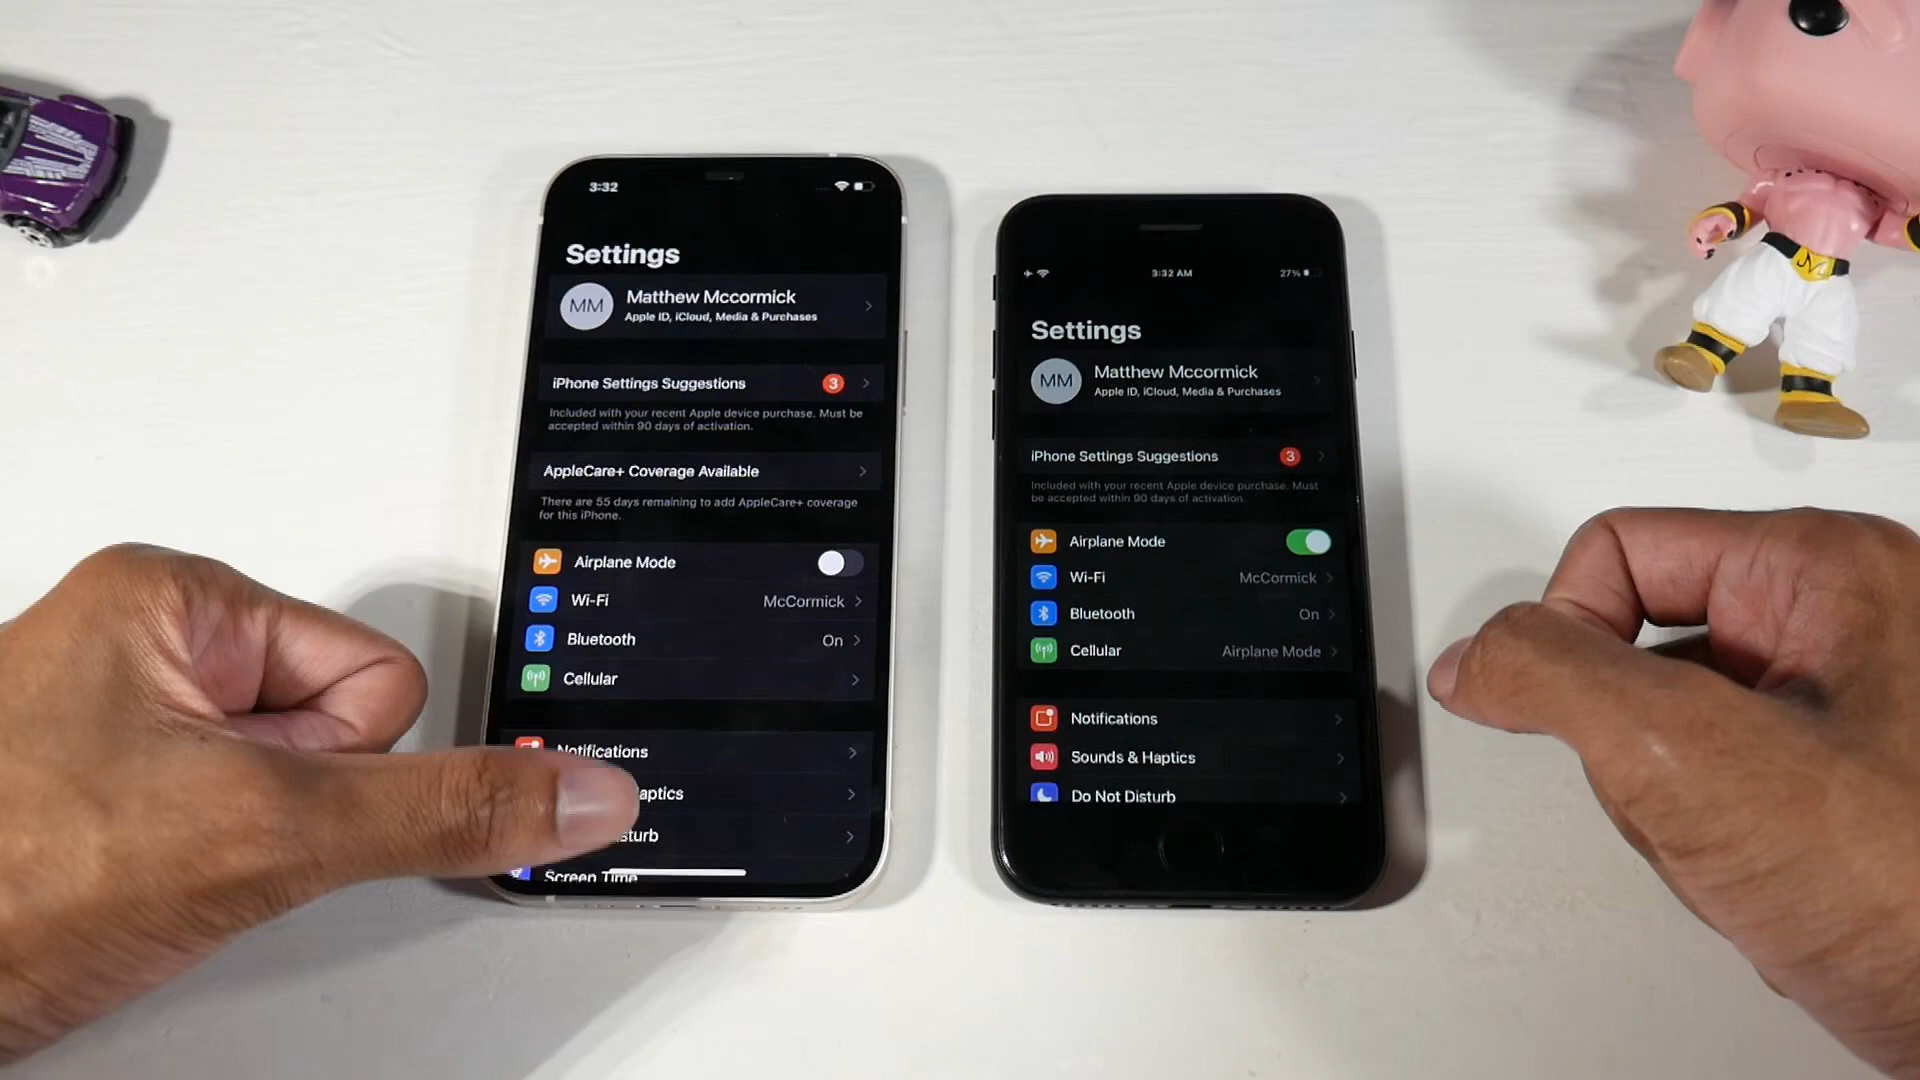 3:32
Settings
MM
Matthew Mccormick
Apple ID, iCloud, Media & Purchases
iPhone Settings Suggestions 3
Included with your recent Apple device purchase. Must be
accepted within 90 days of activation.
AppleCare+ Coverage Available
There are 55 days remaining to add AppleCare+ coverage
for this iPhone.
Airplane Mode
Wi-Fi McCormick
Bluetooth On
Cellular
Notifications
aptics
sturb
Screen Time
3:32 AM 27%
Settings
MM
Matthew Mccormick
Apple ID, iCloud, Media & Purchases
iPhone Settings Suggestions 3
Included with your recent Apple device purchase. Must
be accepted within 90 days of activation.
Airplane Mode
Wi-Fi McCormick
Bluetooth On
Cellular Airplane Mode
Notifications
Sounds & Haptics
Do Not Disturb
M